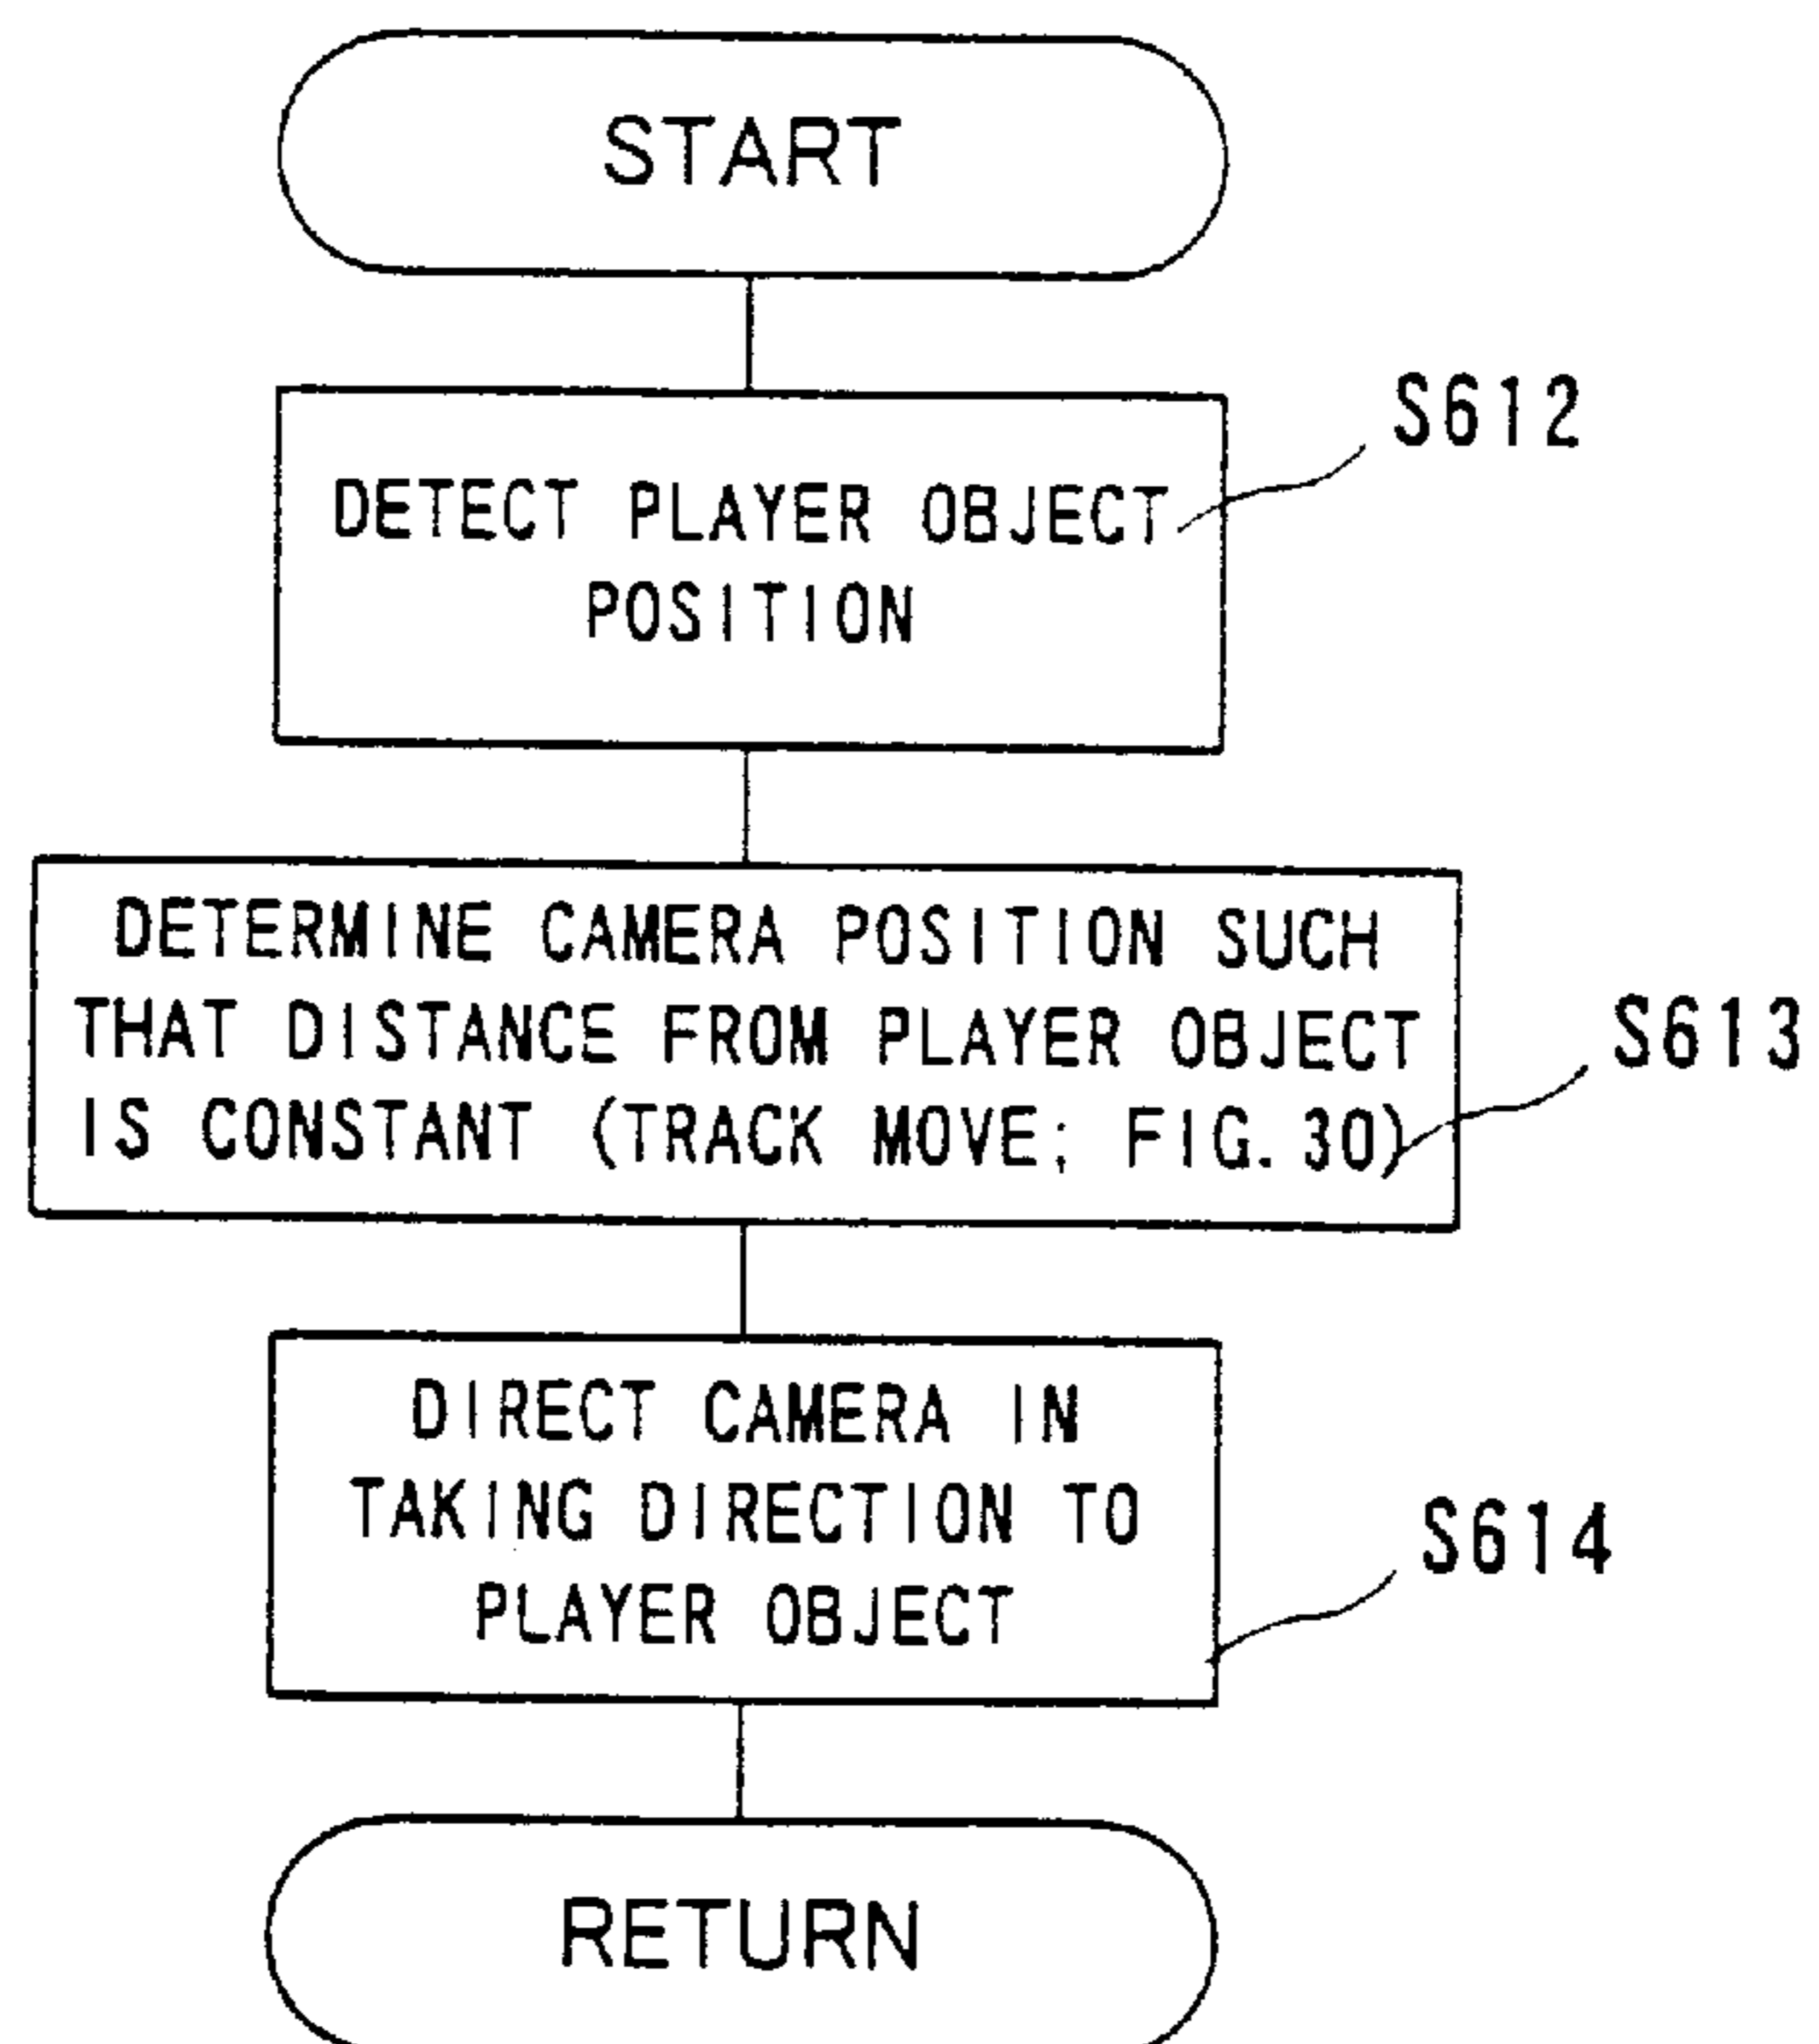 START
S612
DETECT PLAYER OBJECT
POSITION
DETERMINE CAMERA POSITION SUCH
THAT DISTANCE FROM PLAYER OBJECT
IS CONSTANT (TRACK MOVE; FIG. 30)
S613
DIRECT CAMERA IN
TAKING DIRECTION TO
PLAYER OBJECT
S614
RETURN